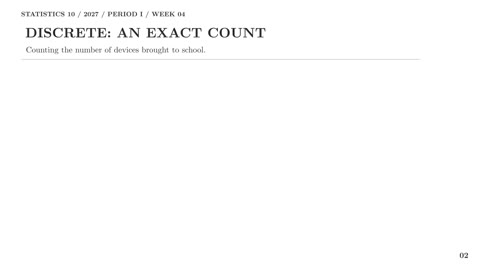 STATISTICS 10 / 2027 / PERIOD I / WEEK 04
DISCRETE: AN EXACT COUNT
Counting the number of devices brought to school.
02